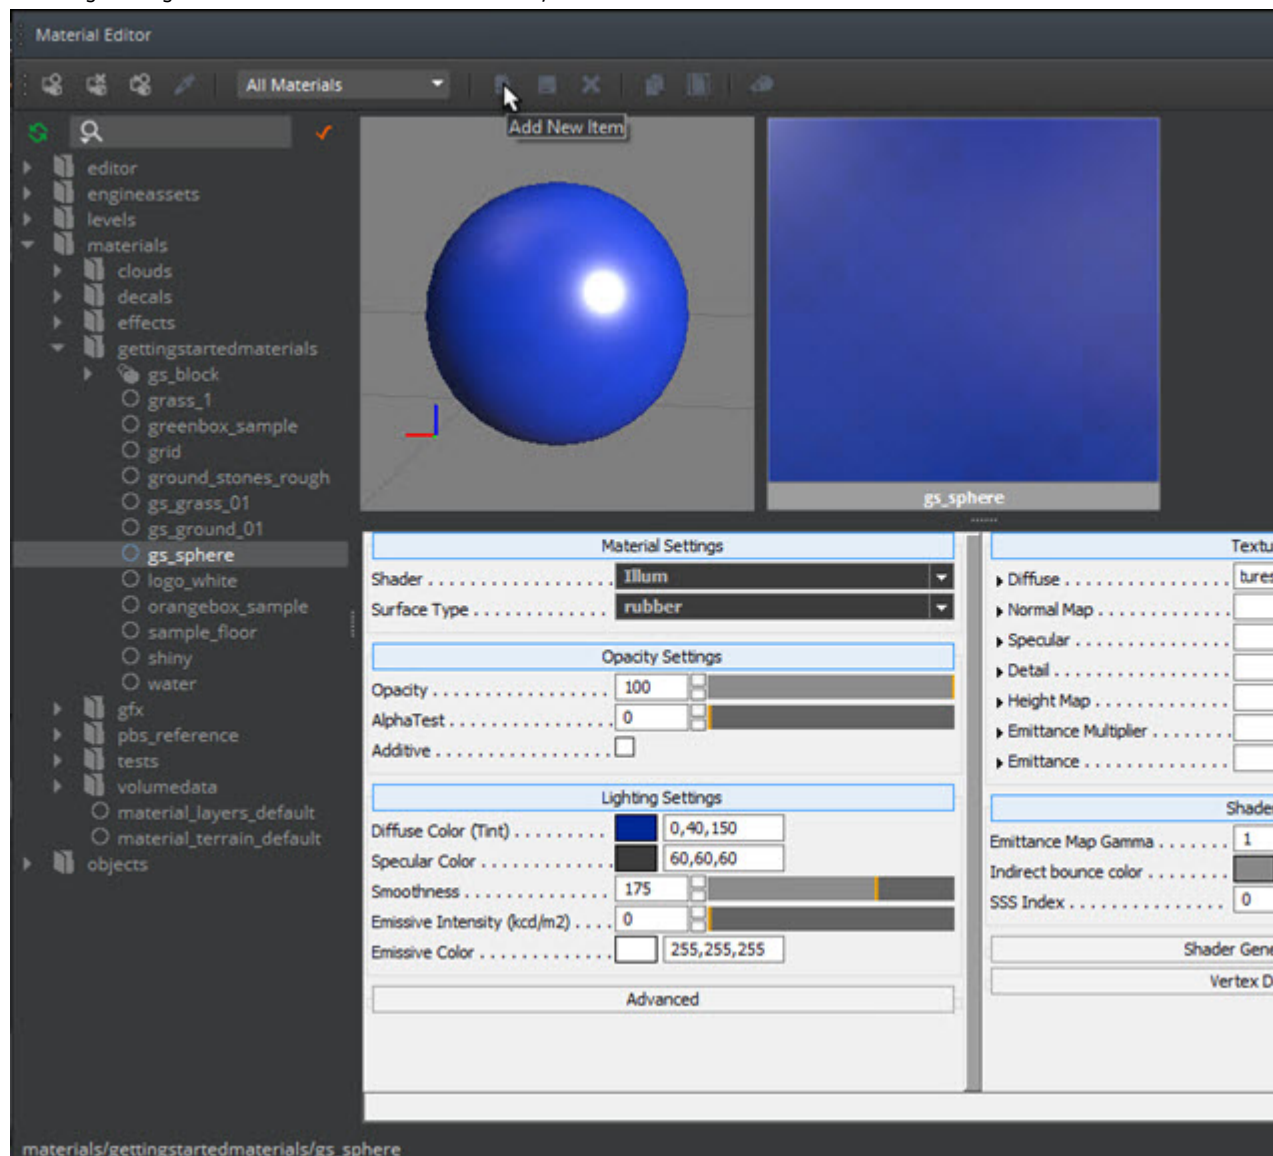 Material Editor
All Materials
Add New Item
editor
engineassets
levels
materials
clouds
decals
effects
gettingstartedmaterials
gs_block
grass_1
greenbox_sample
grid
ground_stones_rough
gs_grass_01
gs_ground_01
gs_sphere
logo_white
orangebox_sample
sample_floor
shiny
water
gfx
pbs_reference
tests
volumedata
material_layers_default
material_terrain_default
objects
gs_sphere
Material Settings
Shader . . . . . . . . . . . . . . . . . Illum
Surface Type . . . . . . . . . . . . rubber
Opacity Settings
Opacity . . . . . . . . . . . . . . . . 100
AlphaTest . . . . . . . . . . . . . . . 0
Additive . . . . . . . . . . . . . . . .
Lighting Settings
Diffuse Color (Tint) . . . . . . . . . 0,40,150
Specular Color . . . . . . . . . . . . 60,60,60
Smoothness . . . . . . . . . . . . . . 175
Emissive Intensity (kcd/m2) . . . . 0
Emissive Color . . . . . . . . . . . . . 255,255,255
Advanced
Textu
Diffuse . . . . . . . . . . . . . . . . tures
Normal Map . . . . . . . . . . . . .
Specular . . . . . . . . . . . . . . . .
Detail . . . . . . . . . . . . . . . . .
Height Map . . . . . . . . . . . . .
Emittance Multiplier . . . . . . . .
Emittance . . . . . . . . . . . . . .
Shader
Emittance Map Gamma . . . . . . . 1
Indirect bounce color . . . . . . . .
SSS Index . . . . . . . . . . . . . . . 0
Shader Gene
Vertex D
materials/gettingstartedmaterials/gs_sphere